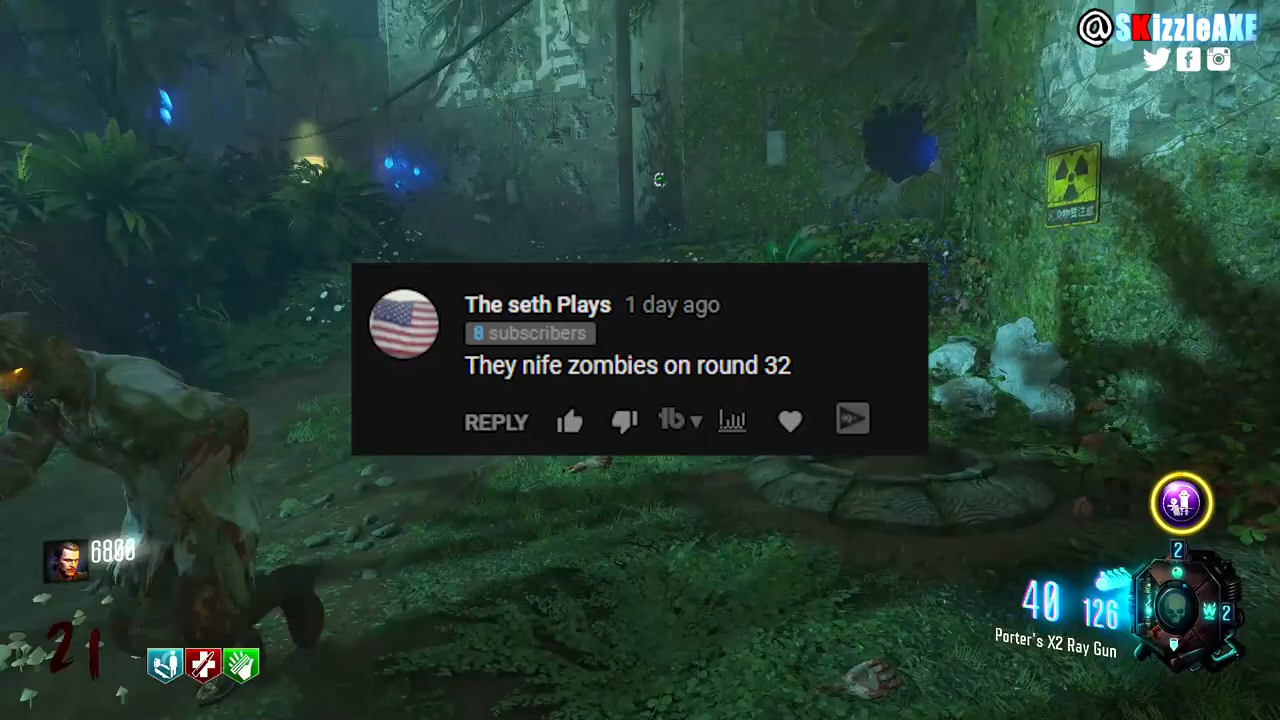 @SKizzleAXE
The seth Plays 1 day ago
8 subscribers
They nife zombies on round 32
REPLY
6800
21
2
2
40 126
Porter's X2 Ray Gun